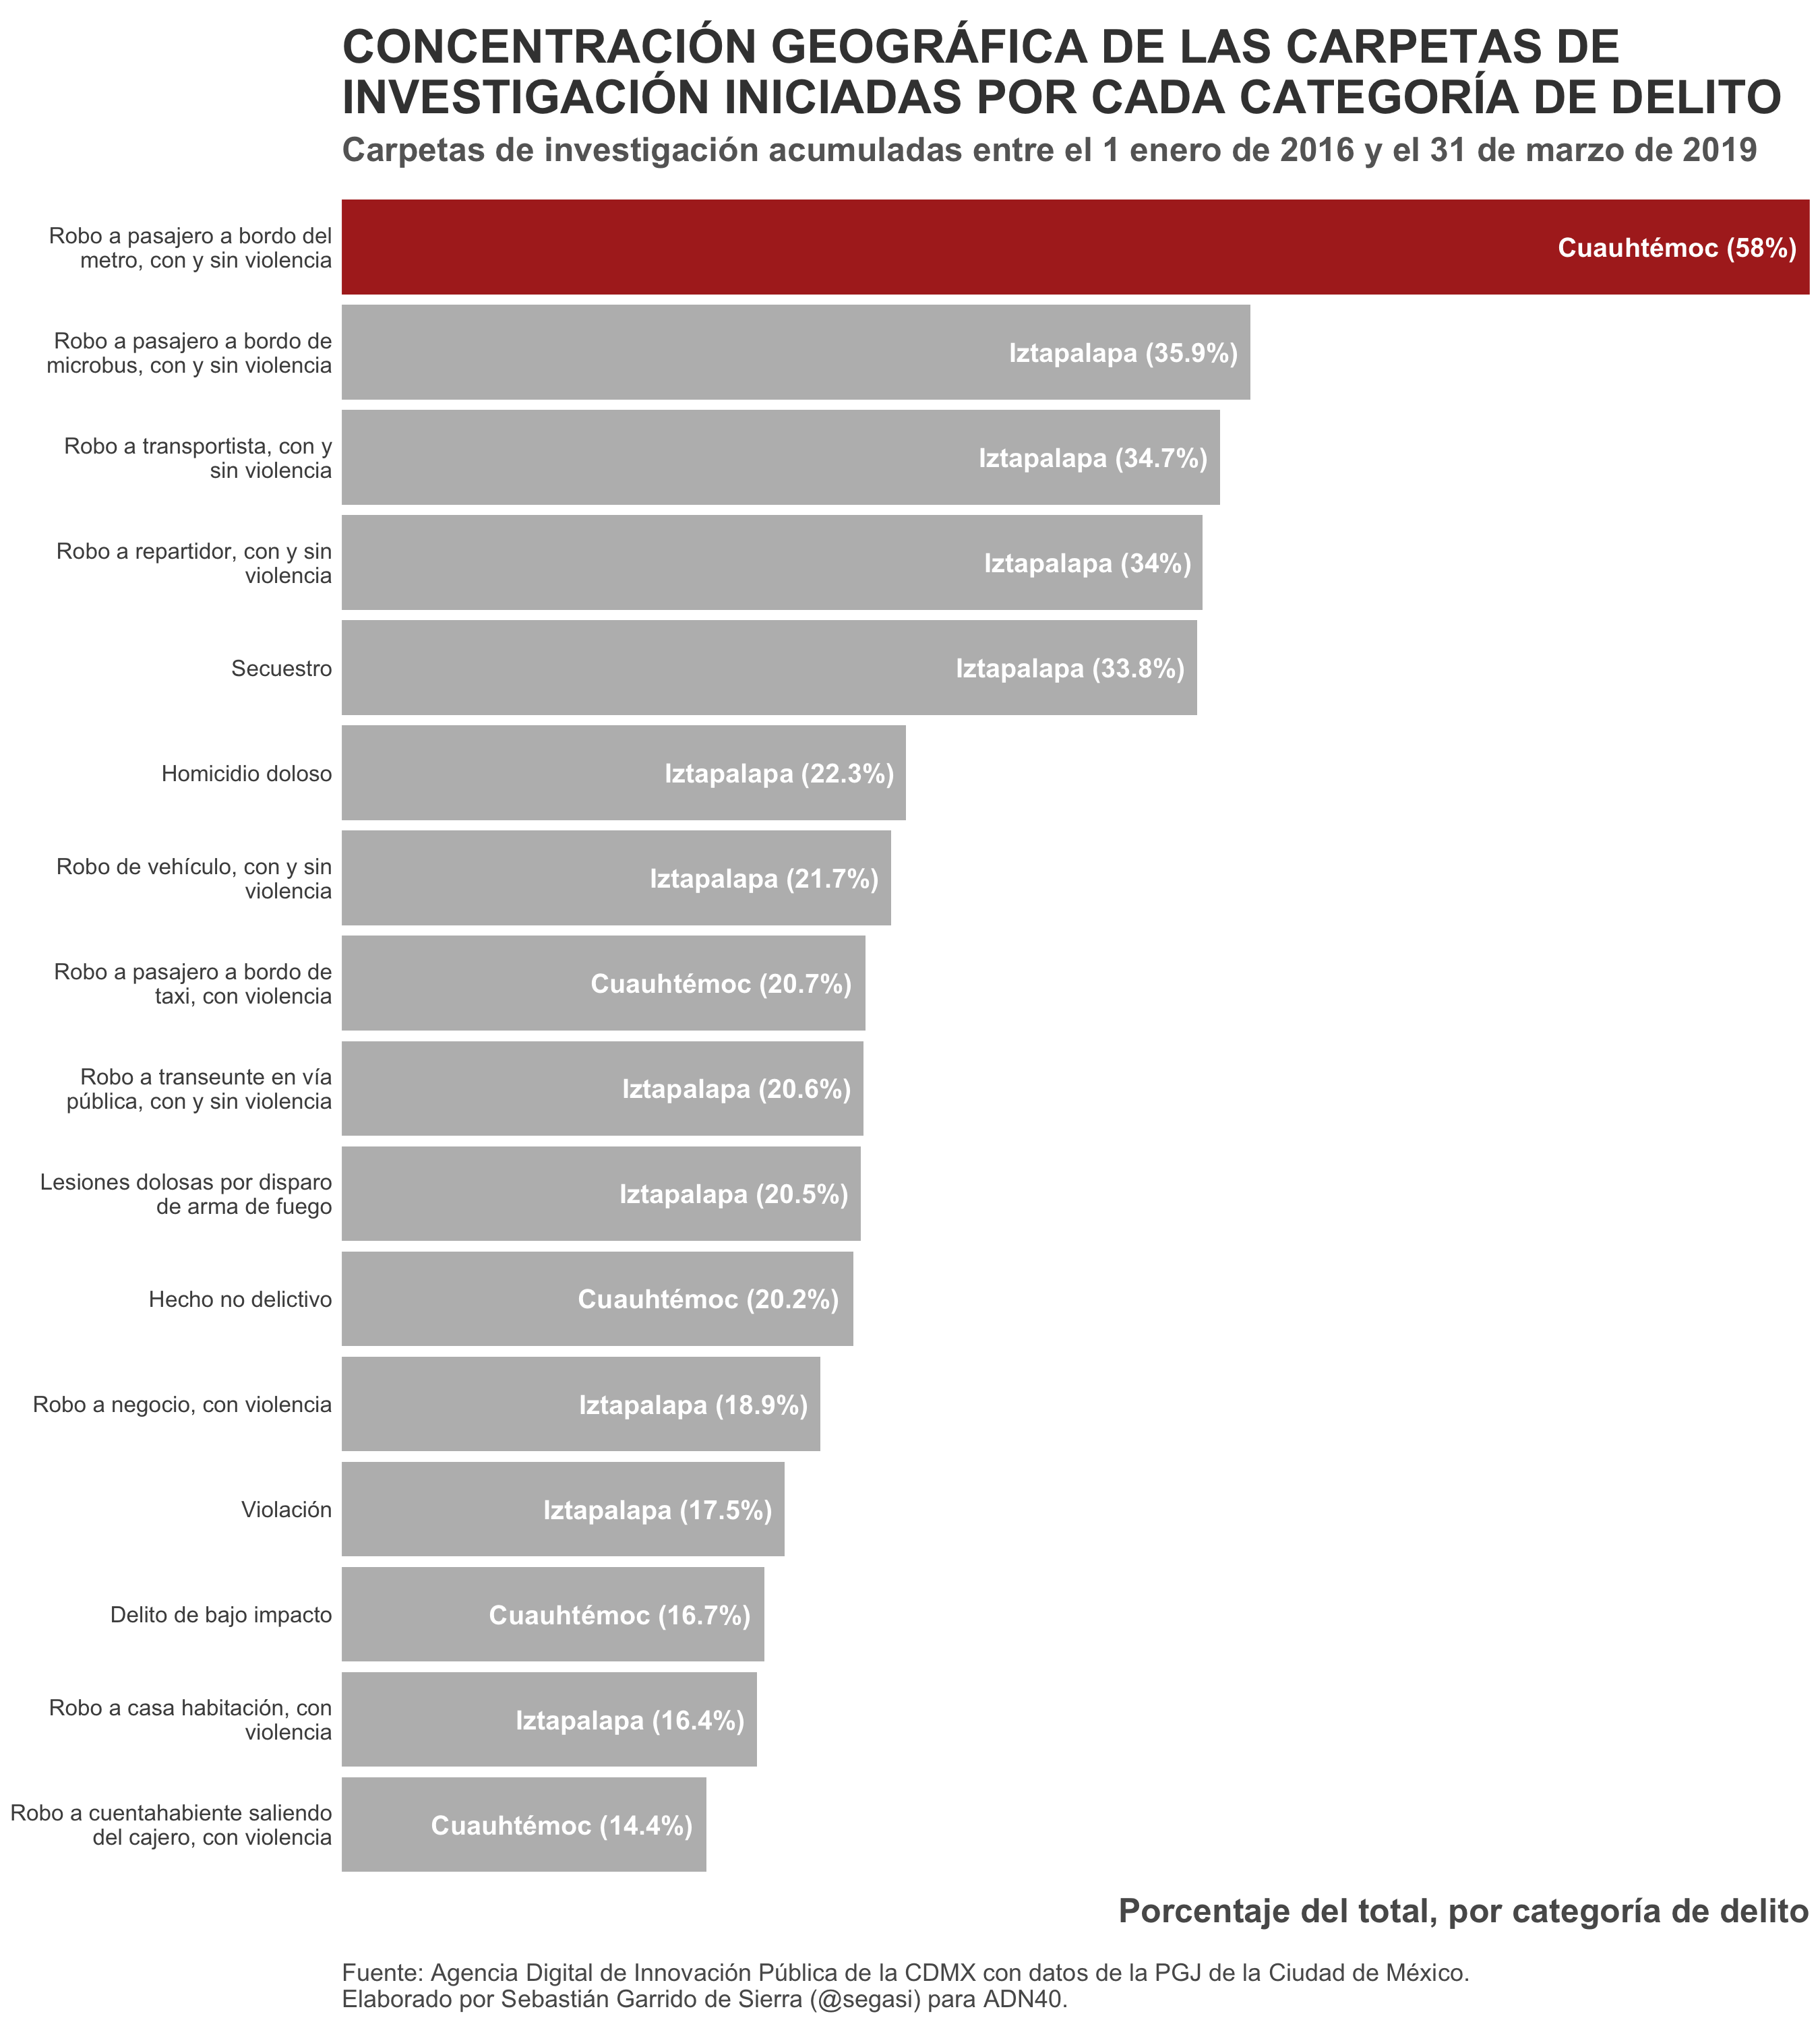 CONCENTRACIÓN GEOGRÁFICA DE LAS CARPETAS DE
INVESTIGACIÓN INICIADAS POR CADA CATEGORÍA DE DELITO
Carpetas de investigación acumuladas entre el 1 enero de 2016 y el 31 de marzo de 2019
Robo a pasajero a bordo del
metro, con y sin violencia
Cuauhtémoc (58%)
Robo a pasajero a bordo de
microbus, con y sin violencia
Iztapalapa (35.9%)
Robo a transportista, con y
sin violencia
Iztapalapa (34.7%)
Robo a repartidor, con y sin
violencia
Iztapalapa (34%)
Secuestro
Iztapalapa (33.8%)
Homicidio doloso
Iztapalapa (22.3%)
Robo de vehículo, con y sin
violencia
Iztapalapa (21.7%)
Robo a pasajero a bordo de
taxi, con violencia
Cuauhtémoc (20.7%)
Robo a transeunte en vía
pública, con y sin violencia
Iztapalapa (20.6%)
Lesiones dolosas por disparo
de arma de fuego
Iztapalapa (20.5%)
Hecho no delictivo
Cuauhtémoc (20.2%)
Robo a negocio, con violencia
Iztapalapa (18.9%)
Violación
Iztapalapa (17.5%)
Delito de bajo impacto
Cuauhtémoc (16.7%)
Robo a casa habitación, con
violencia
Iztapalapa (16.4%)
Robo a cuentahabiente saliendo
del cajero, con violencia
Cuauhtémoc (14.4%)
Porcentaje del total, por categoría de delito
Fuente: Agencia Digital de Innovación Pública de la CDMX con datos de la PGJ de la Ciudad de México.
Elaborado por Sebastián Garrido de Sierra (@segasi) para ADN40.